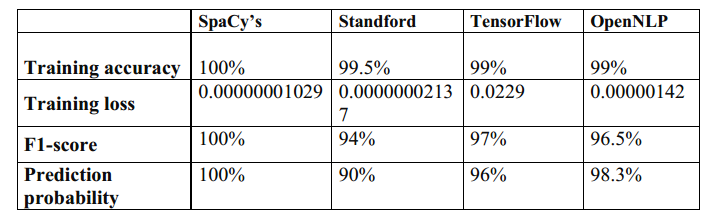 SpaCy's Standford TensorFlow OpenNLP
Training accuracy 100% 99.5% 99% 99%
Training loss 0.00000001029 0.0000000213 0.0229 0.00000142
7
F1-score 100% 94% 97% 96.5%
Prediction 100% 90% 96% 98.3%
probability